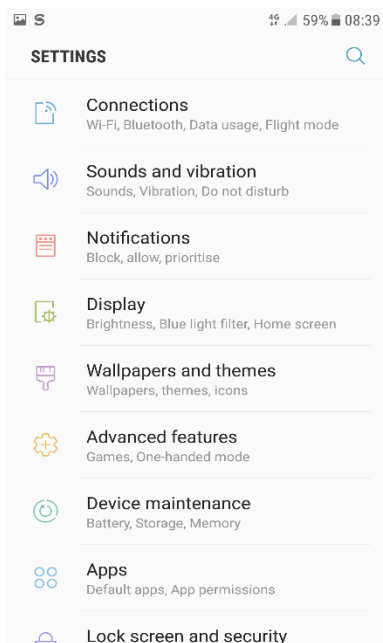 S 4G 59% 08:39
SETTINGS
Connections
Wi-Fi, Bluetooth, Data usage, Flight mode
Sounds and vibration
Sounds, Vibration, Do not disturb
Notifications
Block, allow, prioritise
Display
Brightness, Blue light filter, Home screen
Wallpapers and themes
Wallpapers, themes, icons
Advanced features
Games, One-handed mode
Device maintenance
Battery, Storage, Memory
Apps
Default apps, App permissions
Lock screen and security